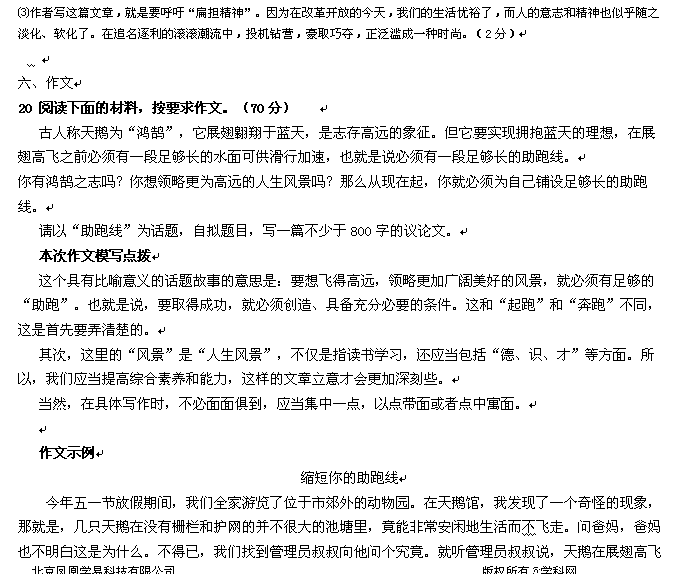 ⑶作者写这篇文章,就是要呼吁“扁担精神”。因为在改革开放的今天,我们的生活优裕了,而人的意志和精神也似乎随之
淡化、软化了。在追名逐利的滚滚潮流中,投机钻营,豪取巧夺,正泛滥成一种时尚。(2分)
六、作文
20 阅读下面的材料,按要求作文。(70分)
古人称天鹅为“鸿鹄”,它展翅翱翔于蓝天,是志存高远的象征。但它要实现拥抱蓝天的理想,在展
翅高飞之前必须有一段足够长的水面可供滑行加速,也就是说必须有一段足够长的助跑线。
你有鸿鹄之志吗?你想领略更为高远的人生风景吗?那么从现在起,你就必须为自己铺设足够长的助跑
线。
请以“助跑线”为话题,自拟题目,写一篇不少于800字的议论文。
本次作文模写点拨
这个具有比喻意义的话题故事的意思是:要想飞得高远,领略更加广阔美好的风景,就必须有足够的
“助跑”。也就是说,要取得成功,就必须创造、具备充分必要的条件。这和“起跑”和“奔跑”不同,
这是首先要弄清楚的。
其次,这里的“风景”是“人生风景”,不仅是指读书学习,还应当包括“德、识、才”等方面。所
以,我们应当提高综合素养和能力,这样的文章立意才会更加深刻些。
当然,在具体写作时,不必面面俱到,应当集中一点,以点带面或者点中寓面。
作文示例
缩短你的助跑线
今年五一节放假期间,我们全家游览了位于市郊外的动物园。在天鹅馆,我发现了一个奇怪的现象,
那就是,几只天鹅在没有栅栏和护网的并不很大的池塘里,竟能非常安闲地生活而不飞走。问爸妈,爸妈
也不明白这是为什么。不得已,我们找到管理员叔叔向他问个究竟。就听管理员叔叔说,天鹅在展翅高飞
北京凤凰学易科技有限公司 版权所有@学科网